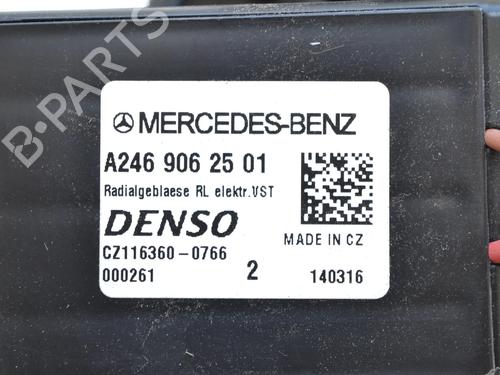 B-PARTS
MERCEDES-BENZ
A246 906 25 01
Radialgeblaese RL elektr.VST
DENSO
MADE IN CZ
CZ116360-0766
000261 2 140316